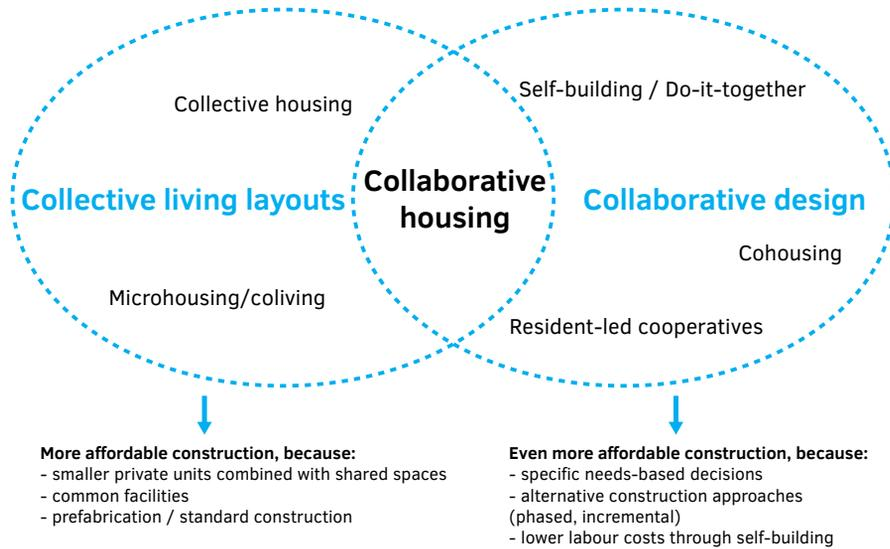 Collective housing
Self-building / Do-it-together
Collective living layouts
Collaborative
housing
Collaborative design
Cohousing
Microhousing/coliving
Resident-led cooperatives
More affordable construction, because:
- smaller private units combined with shared spaces
- common facilities
- prefabrication / standard construction
Even more affordable construction, because:
- specific needs-based decisions
- alternative construction approaches
(phased, incremental)
- lower labour costs through self-building